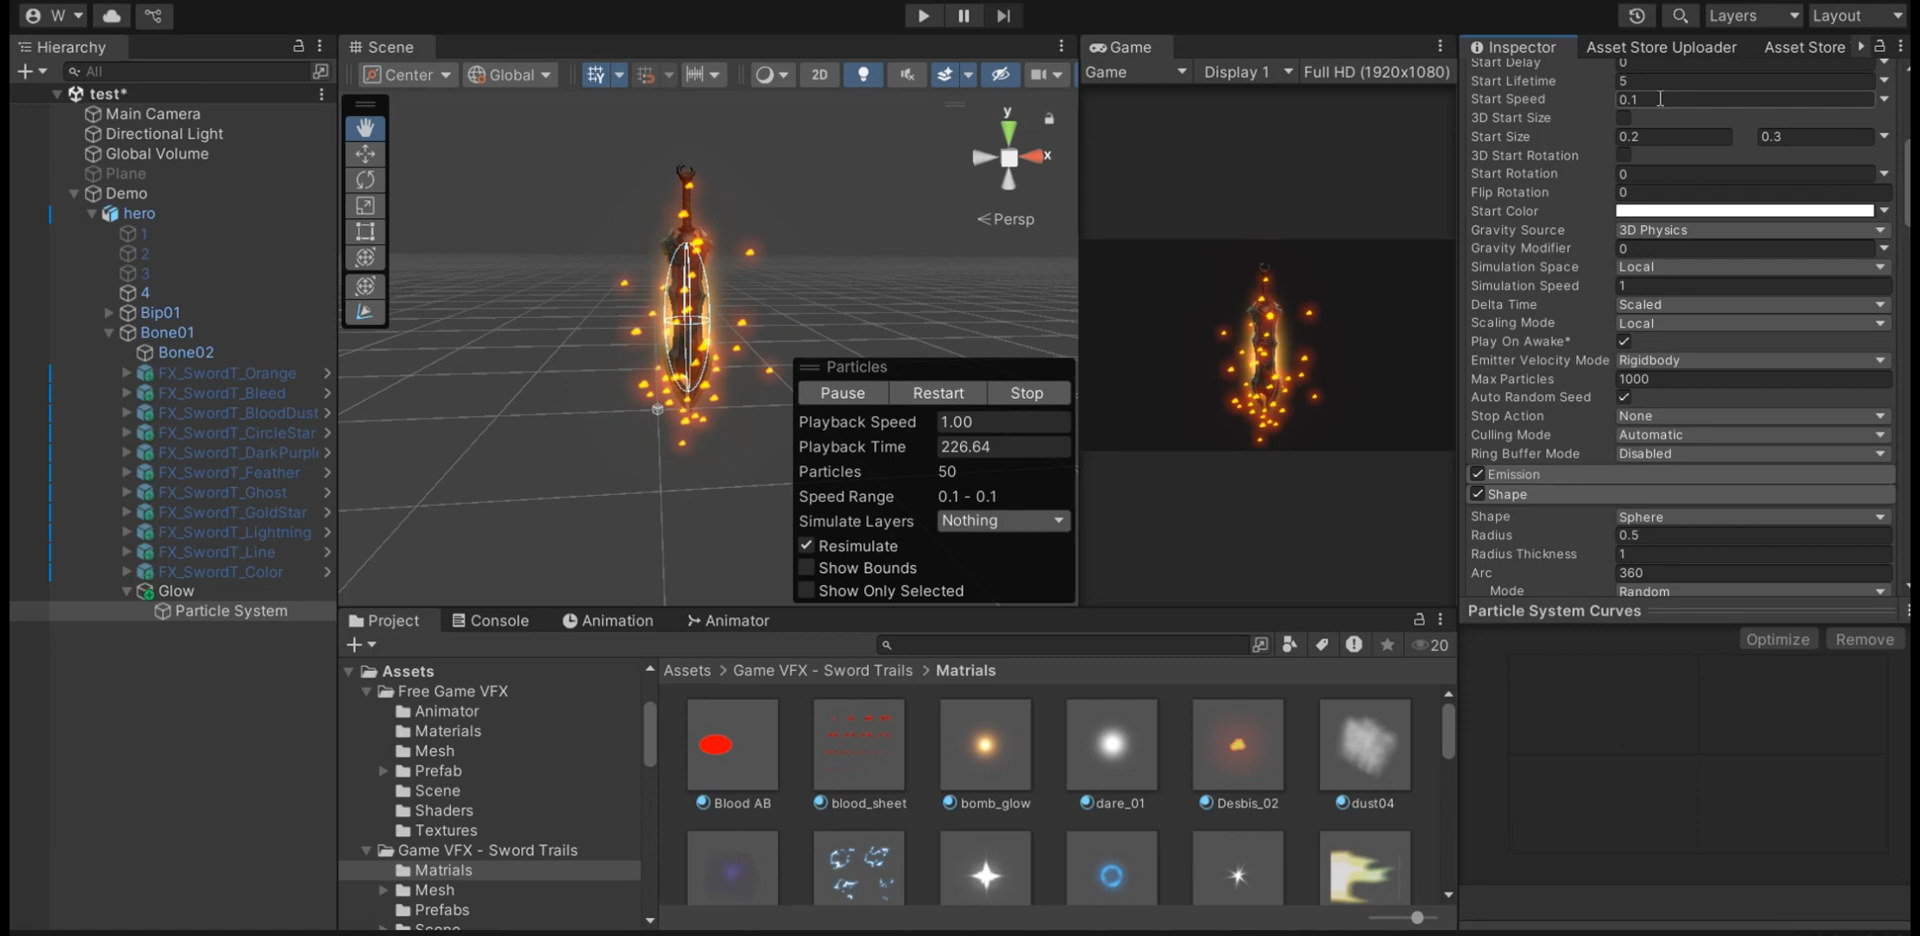 W
Layers
Layout
Hierarchy
All
test*
Main Camera
Directional Light
Global Volume
Plane
Demo
hero
1
2
3
4
Bip01
Bone01
Bone02
FX_SwordT_Orange
FX_SwordT_Bleed
FX_SwordT_BloodDust
FX_SwordT_CircleStar
FX_SwordT_DarkPurpl
FX_SwordT_Feather
FX_SwordT_Ghost
FX_SwordT_GoldStar
FX_SwordT_Lightning
FX_SwordT_Line
FX_SwordT_Color
Glow
Particle System
Scene
Center
Global
2D
y
x
Persp
Particles
Pause Restart Stop
Playback Speed 1.00
Playback Time 226.64
Particles 50
Speed Range 0.1 - 0.1
Simulate Layers Nothing
Resimulate
Show Bounds
Show Only Selected
Game
Game Display 1 Full HD (1920x1080)
Inspector Asset Store Uploader Asset Store
Start Delay 0
Start Lifetime 5
Start Speed 0.1
3D Start Size
Start Size 0.2 0.3
3D Start Rotation
Start Rotation 0
Flip Rotation 0
Start Color
Gravity Source 3D Physics
Gravity Modifier 0
Simulation Space Local
Simulation Speed 1
Delta Time Scaled
Scaling Mode Local
Play On Awake*
Emitter Velocity Mode Rigidbody
Max Particles 1000
Auto Random Seed
Stop Action None
Culling Mode Automatic
Ring Buffer Mode Disabled
Emission
Shape
Shape Sphere
Radius 0.5
Radius Thickness 1
Arc 360
Mode Random
Particle System Curves
Optimize Remove
Project Console Animation Animator
20
Assets
Free Game VFX
Animator
Materials
Mesh
Prefab
Scene
Shaders
Textures
Game VFX - Sword Trails
Matrials
Mesh
Prefabs
Scene
Assets > Game VFX - Sword Trails > Matrials
Blood AB
blood_sheet
bomb_glow
dare_01
Desbis_02
dust04